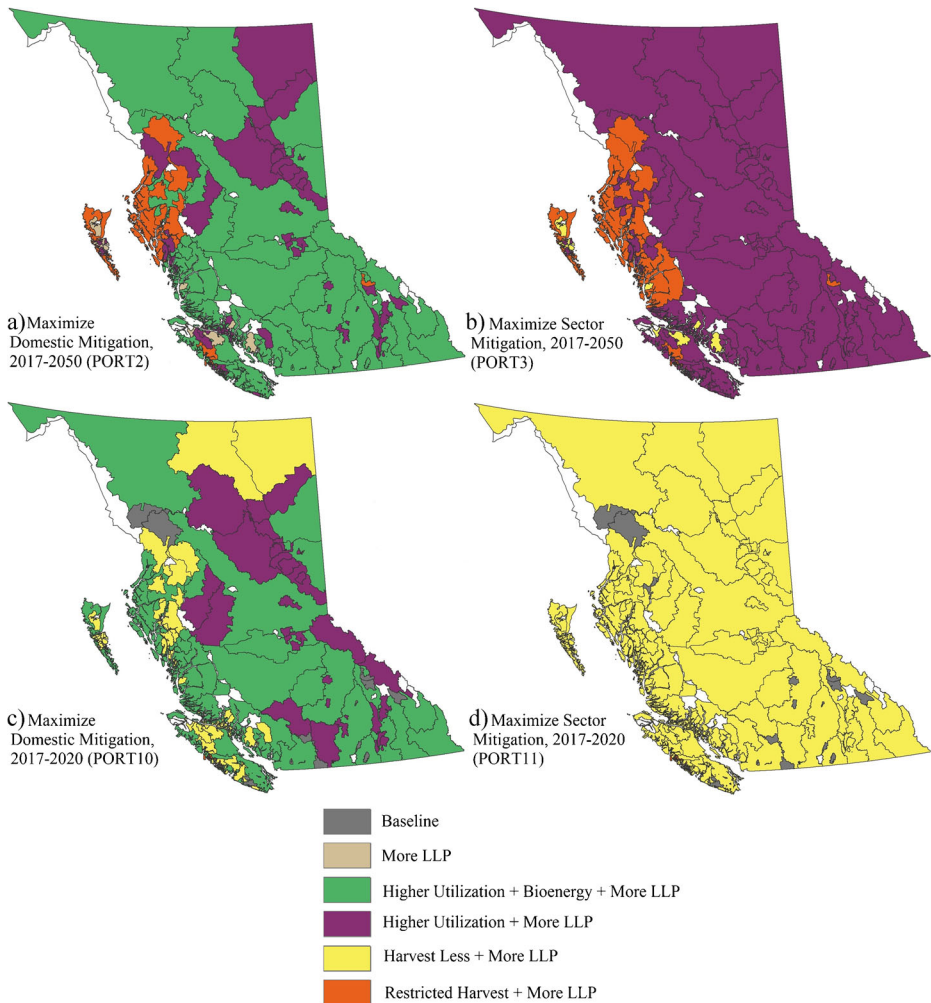 a) Maximize
Domestic Mitigation,
2017-2050 (PORT2)
b) Maximize Sector
Mitigation, 2017-2050
(PORT3)
c) Maximize
Domestic Mitigation,
2017-2020 (PORT10)
d) Maximize Sector
Mitigation, 2017-2020
(PORT11)
Baseline
More LLP
Higher Utilization + Bioenergy + More LLP
Higher Utilization + More LLP
Harvest Less + More LLP
Restricted Harvest + More LLP